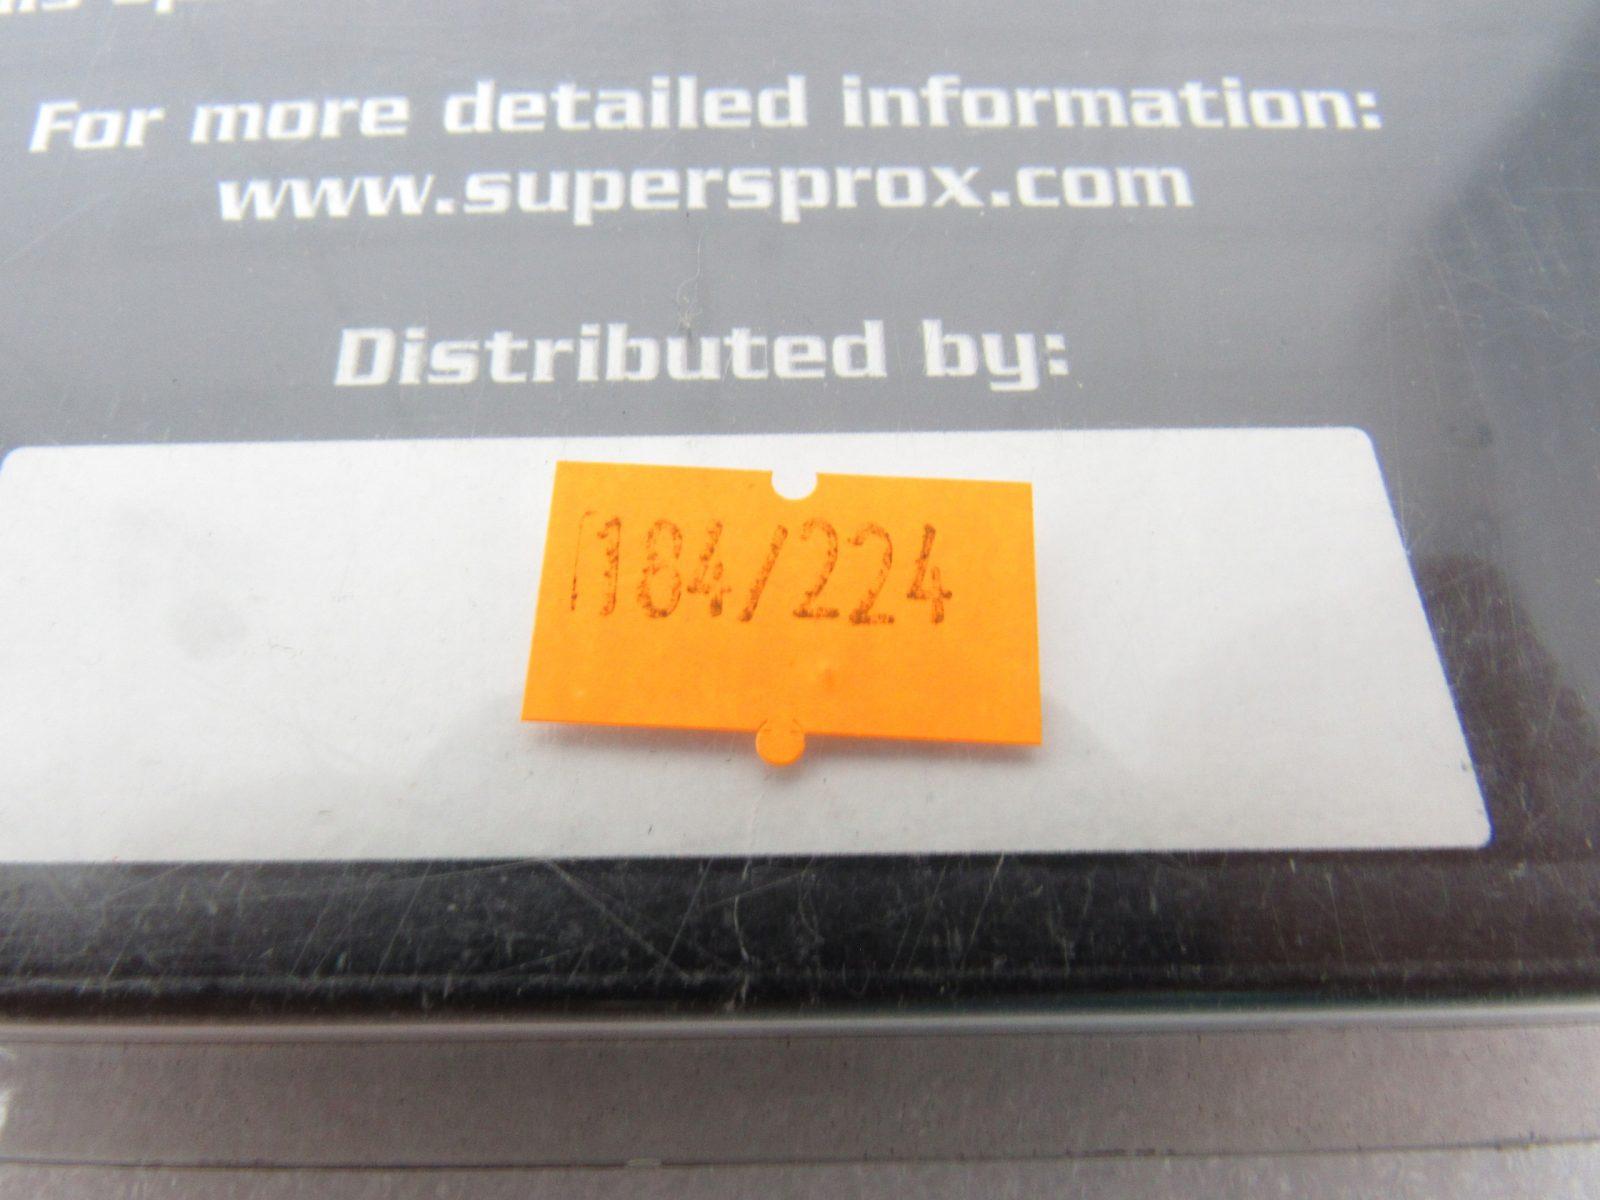 For more detailed information:
www.supersprox.com
Distributed by:
184/224